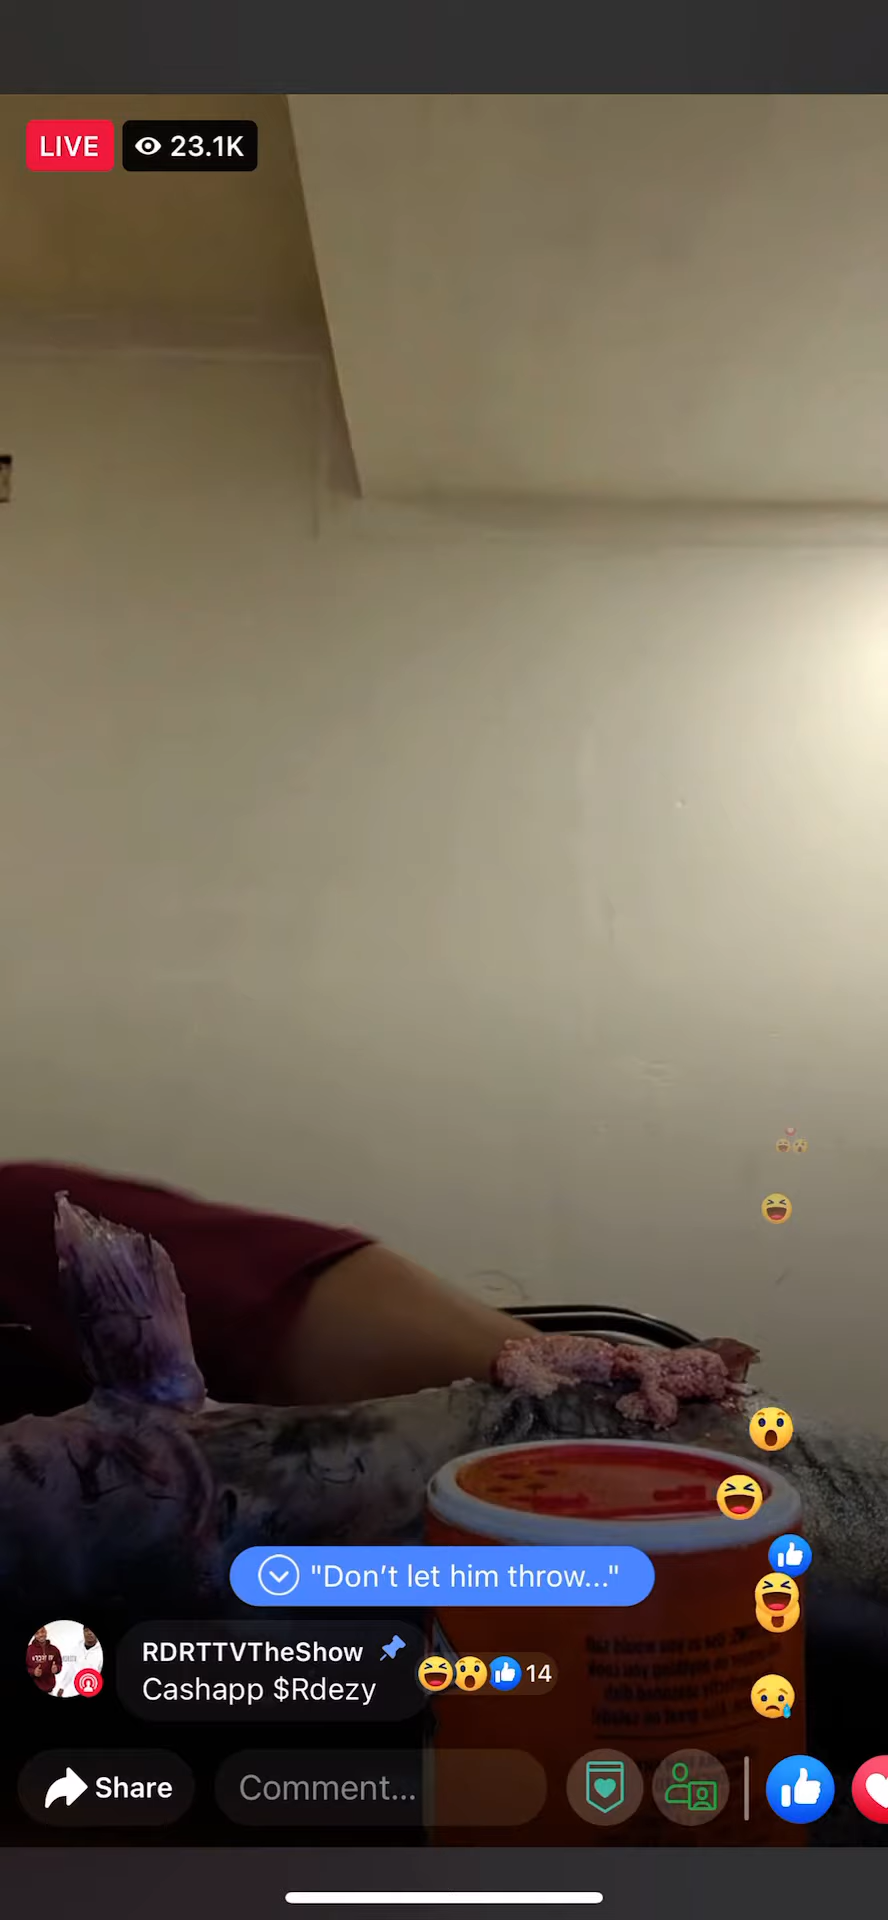 LIVE
23.1K
"Don’t let him throw..."
RDRTTVTheShow
Cashapp $Rdezy
14
Share
Comment...